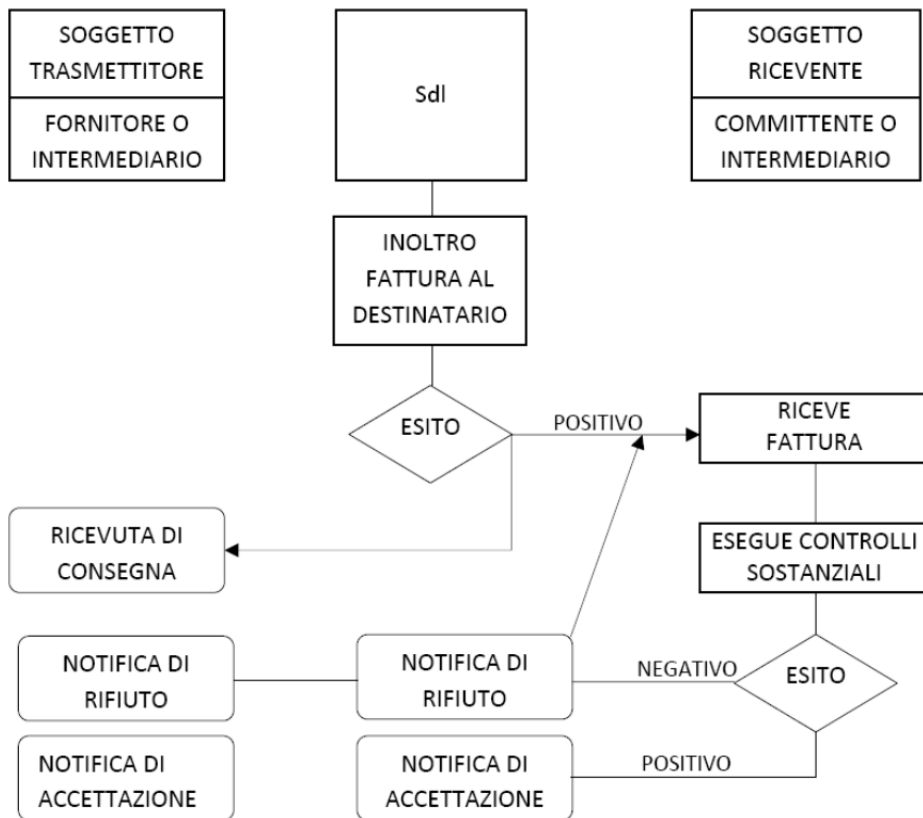 SOGGETTO
TRASMETTITORE
FORNITORE O
INTERMEDIARIO
SdI
SOGGETTO
RICEVENTE
COMMITTENTE O
INTERMEDIARIO
INOLTRO
FATTURA AL
DESTINATARIO
ESITO
POSITIVO
RICEVE
FATTURA
RICEVUTA DI
CONSEGNA
ESEGUE CONTROLLI
SOSTANZIALI
NOTIFICA DI
RIFIUTO
NOTIFICA DI
RIFIUTO
NEGATIVO
ESITO
NOTIFICA DI
ACCETTAZIONE
NOTIFICA DI
ACCETTAZIONE
POSITIVO